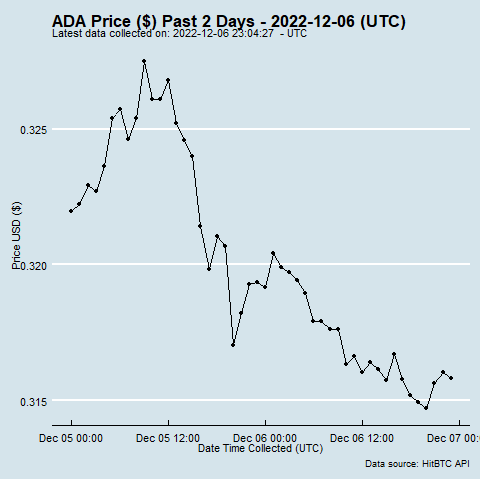 ADA Price ($) Past 2 Days - 2022-12-06 (UTC)
Latest data collected on: 2022-12-06 23:04:27 - UTC
Price USD ($)
0.325
0.320
0.315
Dec 05 00:00 Dec 05 12:00 Dec 06 00:00 Dec 06 12:00 Dec 07 00:0
Date Time Collected (UTC)
Data source: HitBTC API